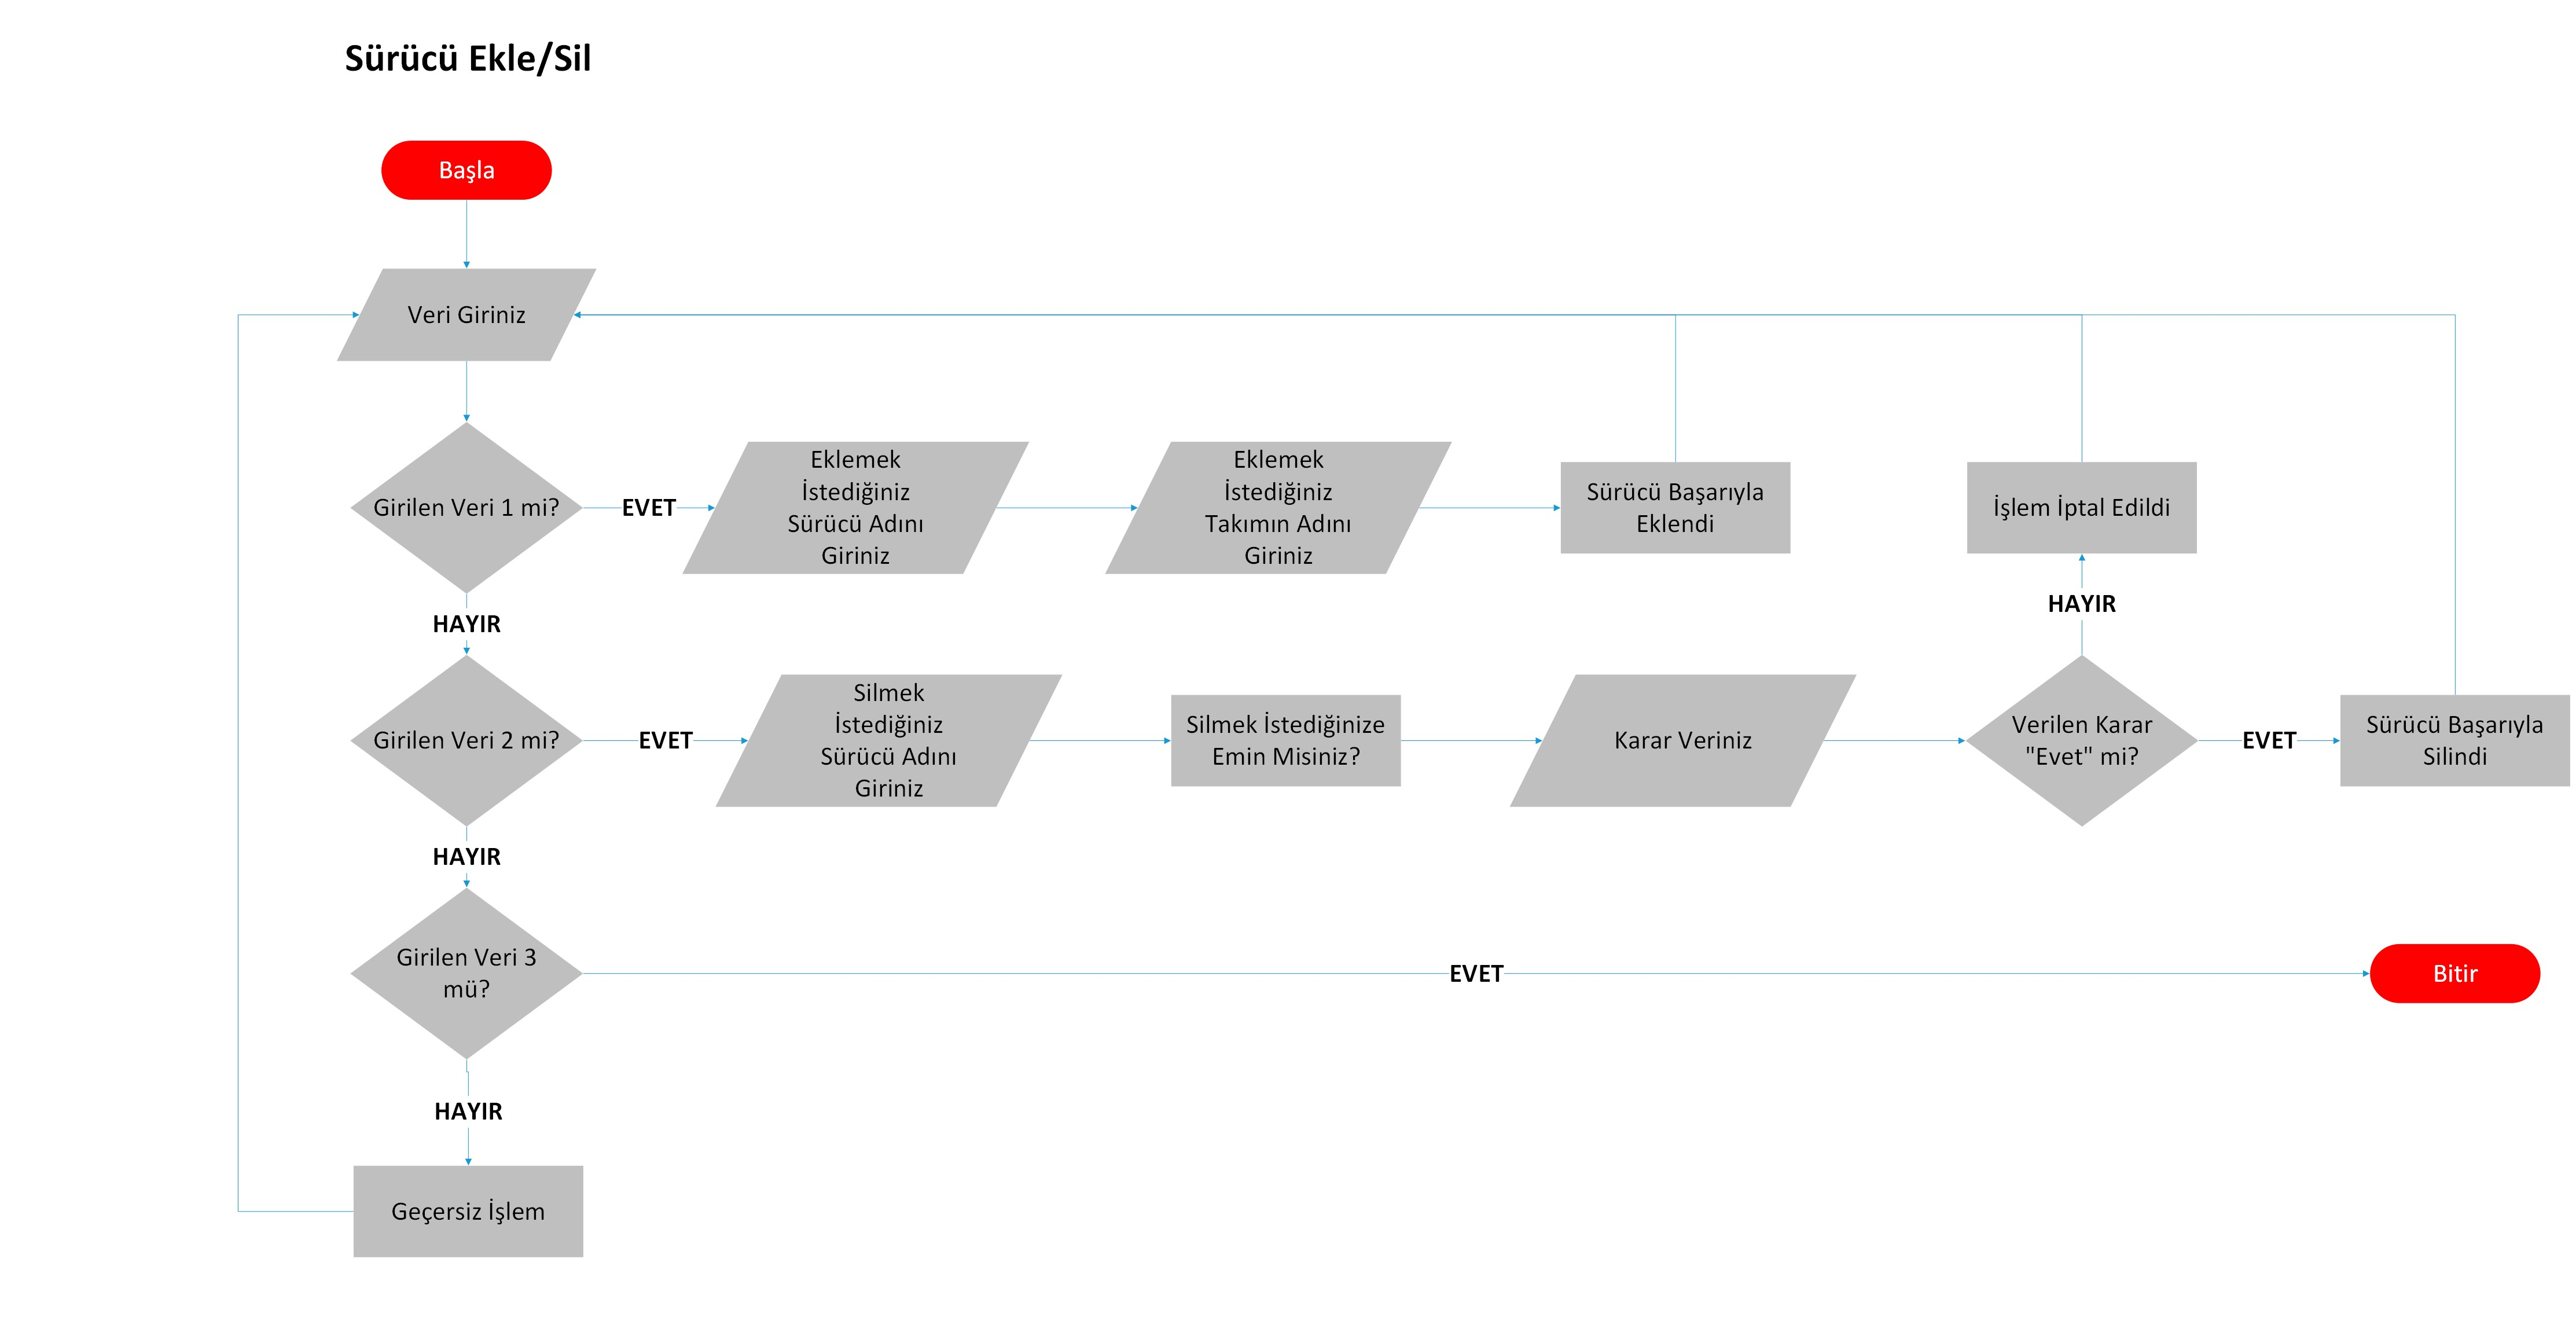 Sürücü Ekle/Sil
Başla
Veri Giriniz
Girilen Veri 1 mi?
EVET
Eklemek
İstediğiniz
Sürücü Adını
Giriniz
Eklemek
İstediğiniz
Takımın Adını
Giriniz
Sürücü Başarıyla
Eklendi
İşlem İptal Edildi
HAYIR
HAYIR
Girilen Veri 2 mi?
EVET
Silmek
İstediğiniz
Sürücü Adını
Giriniz
Silmek İstediğinize
Emin Misiniz?
Karar Veriniz
Verilen Karar
"Evet" mi?
EVET
Sürücü Başarıyla
Silindi
HAYIR
Girilen Veri 3
mü?
EVET
Bitir
HAYIR
Geçersiz İşlem